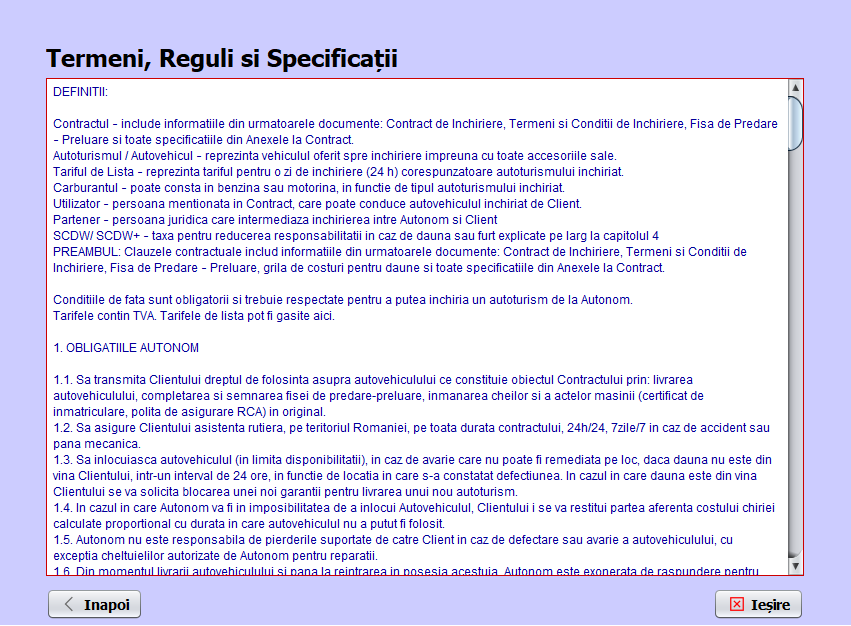 Termeni, Reguli si Specificații
DEFINITII:
Contractul - include informatiile din urmatoarele documente: Contract de Inchiriere, Termeni si Conditii de Inchiriere, Fisa de Predare
- Preluare si toate specificatiile din Anexele la Contract.
Autoturismul / Autovehicul - reprezinta vehiculul oferit spre inchiriere impreuna cu toate accesoriile sale.
Tariful de Lista - reprezinta tariful pentru o zi de inchiriere (24 h) corespunzatoare autoturismului inchiriat.
Carburantul - poate consta in benzina sau motorina, in functie de tipul autoturismului inchiriat.
Utilizator - persoana mentionata in Contract, care poate conduce autovehiculul inchiriat de Client.
Partener - persoana juridica care intermediaza inchirierea intre Autonom si Client
SCDW/ SCDW+ - taxa pentru reducerea responsabilitatii in caz de dauna sau furt explicate pe larg la capitolul 4
PREAMBUL: Clauzele contractuale includ informatiile din urmatoarele documente: Contract de Inchiriere, Termeni si Conditii de
Inchiriere, Fisa de Predare - Preluare, grila de costuri pentru daune si toate specificatiile din Anexele la Contract.
Conditiile de fata sunt obligatorii si trebuie respectate pentru a putea inchiria un autoturism de la Autonom.
Tarifele contin TVA. Tarifele de lista pot fi gasite aici.
1. OBLIGATIILE AUTONOM
1.1. Sa transmita Clientului dreptul de folosinta asupra autovehiculului ce constituie obiectul Contractului prin: livrarea
autovehiculului, completarea si semnarea fisei de predare-preluare, inmanarea cheilor si a actelor masinii (certificat de
inmatriculare, polita de asigurare RCA) in original.
1.2. Sa asigure Clientului asistenta rutiera, pe teritoriul Romaniei, pe toata durata contractului, 24h/24, 7zile/7 in caz de accident sau
pana mecanica.
1.3. Sa inlocuiasca autovehiculul (in limita disponibilitatii), in caz de avarie care nu poate fi remediata pe loc, daca dauna nu este din
vina Clientului, intr-un interval de 24 ore, in functie de locatia in care s-a constatat defectiunea. In cazul in care dauna este din vina
Clientului se va solicita blocarea unei noi garantii pentru livrarea unui nou autoturism.
1.4. In cazul in care Autonom va fi in imposibilitatea de a inlocui Autovehiculul, Clientului i se va restitui partea aferenta costului chiriei
calculate proportional cu durata in care autovehiculul nu a putut fi folosit.
1.5. Autonom nu este responsabila de pierderile suportate de catre Client in caz de defectare sau avarie a autovehiculului, cu
exceptia cheltuielilor autorizate de Autonom pentru reparatii.
1.6. Din momentul livrarii autovehiculului si pana la reintrarea in posesia acestuia, Autonom este exonerata de raspundere pentru
Inapoi
Ieșire